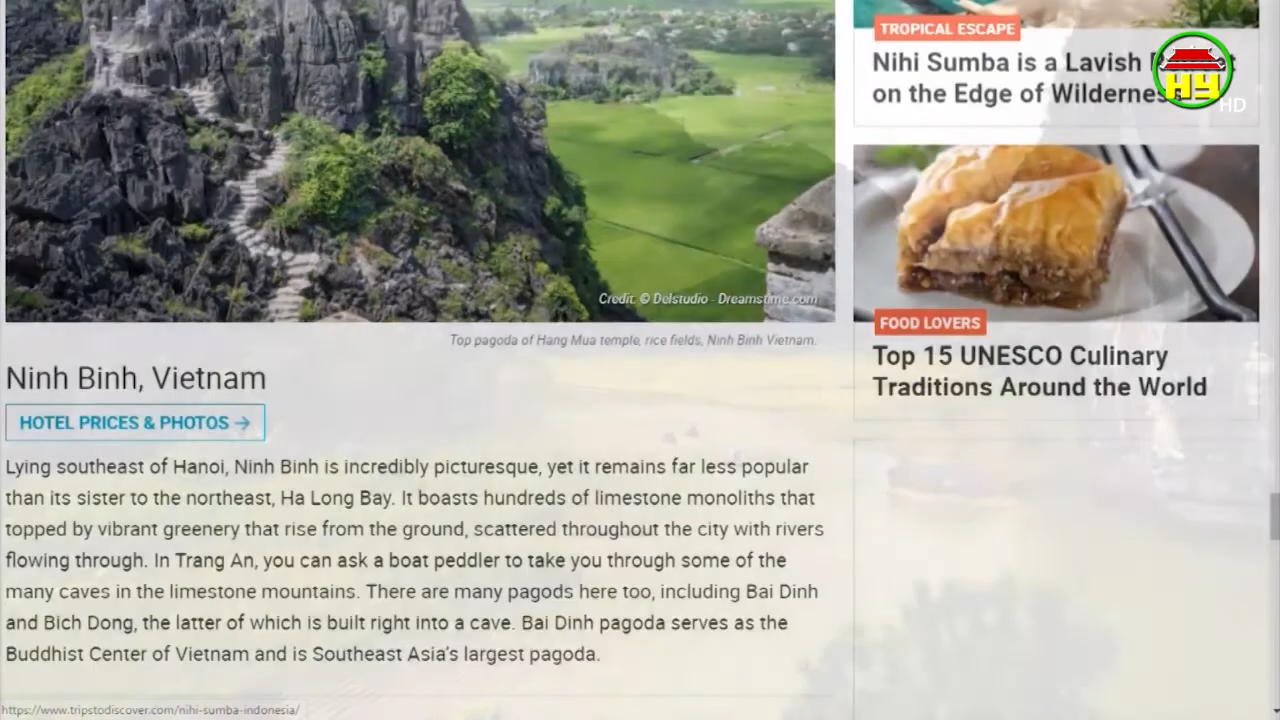 TROPICAL ESCAPE
Nihi Sumba is a Lavish
on the Edge of Wilderness
HY
HD
Credit: © Delstudio - Dreamstime.com
Top pagoda of Hang Mua temple, rice fields, Ninh Binh Vietnam.
FOOD LOVERS
Top 15 UNESCO Culinary
Traditions Around the World
Ninh Binh, Vietnam
HOTEL PRICES & PHOTOS →
Lying southeast of Hanoi, Ninh Binh is incredibly picturesque, yet it remains far less popular
than its sister to the northeast, Ha Long Bay. It boasts hundreds of limestone monoliths that
topped by vibrant greenery that rise from the ground, scattered throughout the city with rivers
flowing through. In Trang An, you can ask a boat peddler to take you through some of the
many caves in the limestone mountains. There are many pagods here too, including Bai Dinh
and Bich Dong, the latter of which is built right into a cave. Bai Dinh pagoda serves as the
Buddhist Center of Vietnam and is Southeast Asia's largest pagoda.
https://www.tripstodiscover.com/nihi-sumba-indonesia/